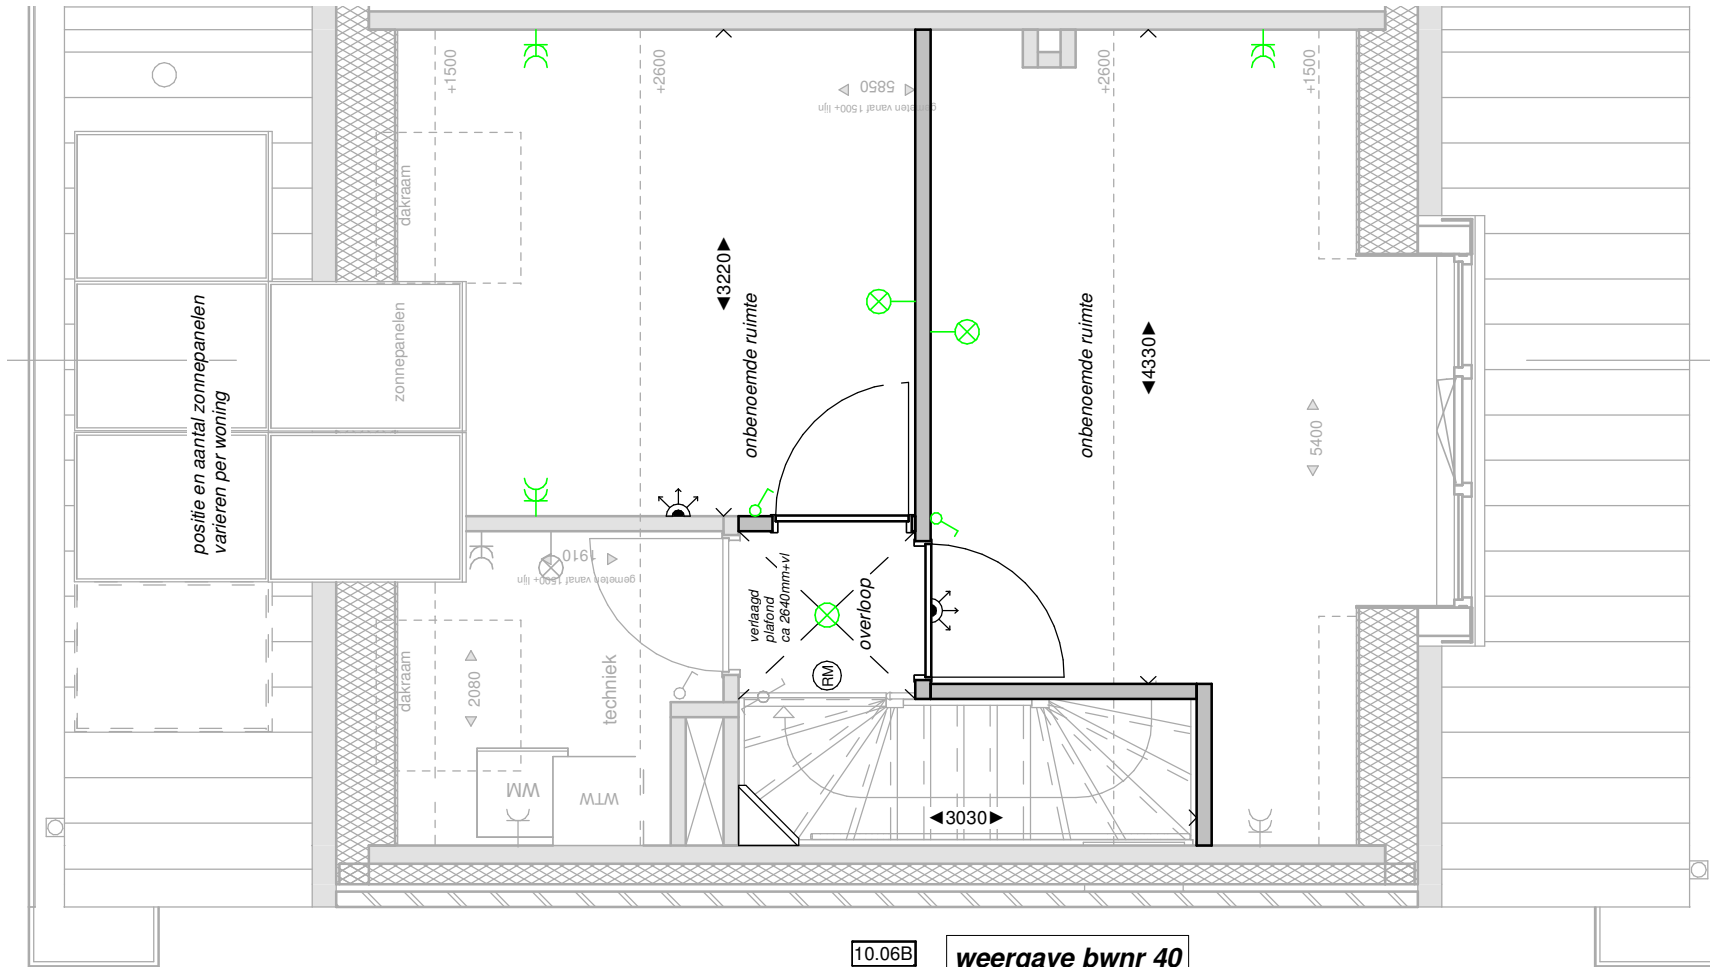 +1500
+2600
5850
gemeten vanaf 1500+ lijn
+2600
+1500
dakraam
zonnepanelen
positie en aantal zonnepanelen
varieren per woning
3220
onbenoemde ruimte
onbenoemde ruimte
4330
5400
1910
gemeten vanaf 1500+ lijn
verlaagd
plafond
ca 2640mm+vl
overloop
RM
dakraam
2080
techniek
WM
WTW
3030
10.06B
weergave bwnr 40